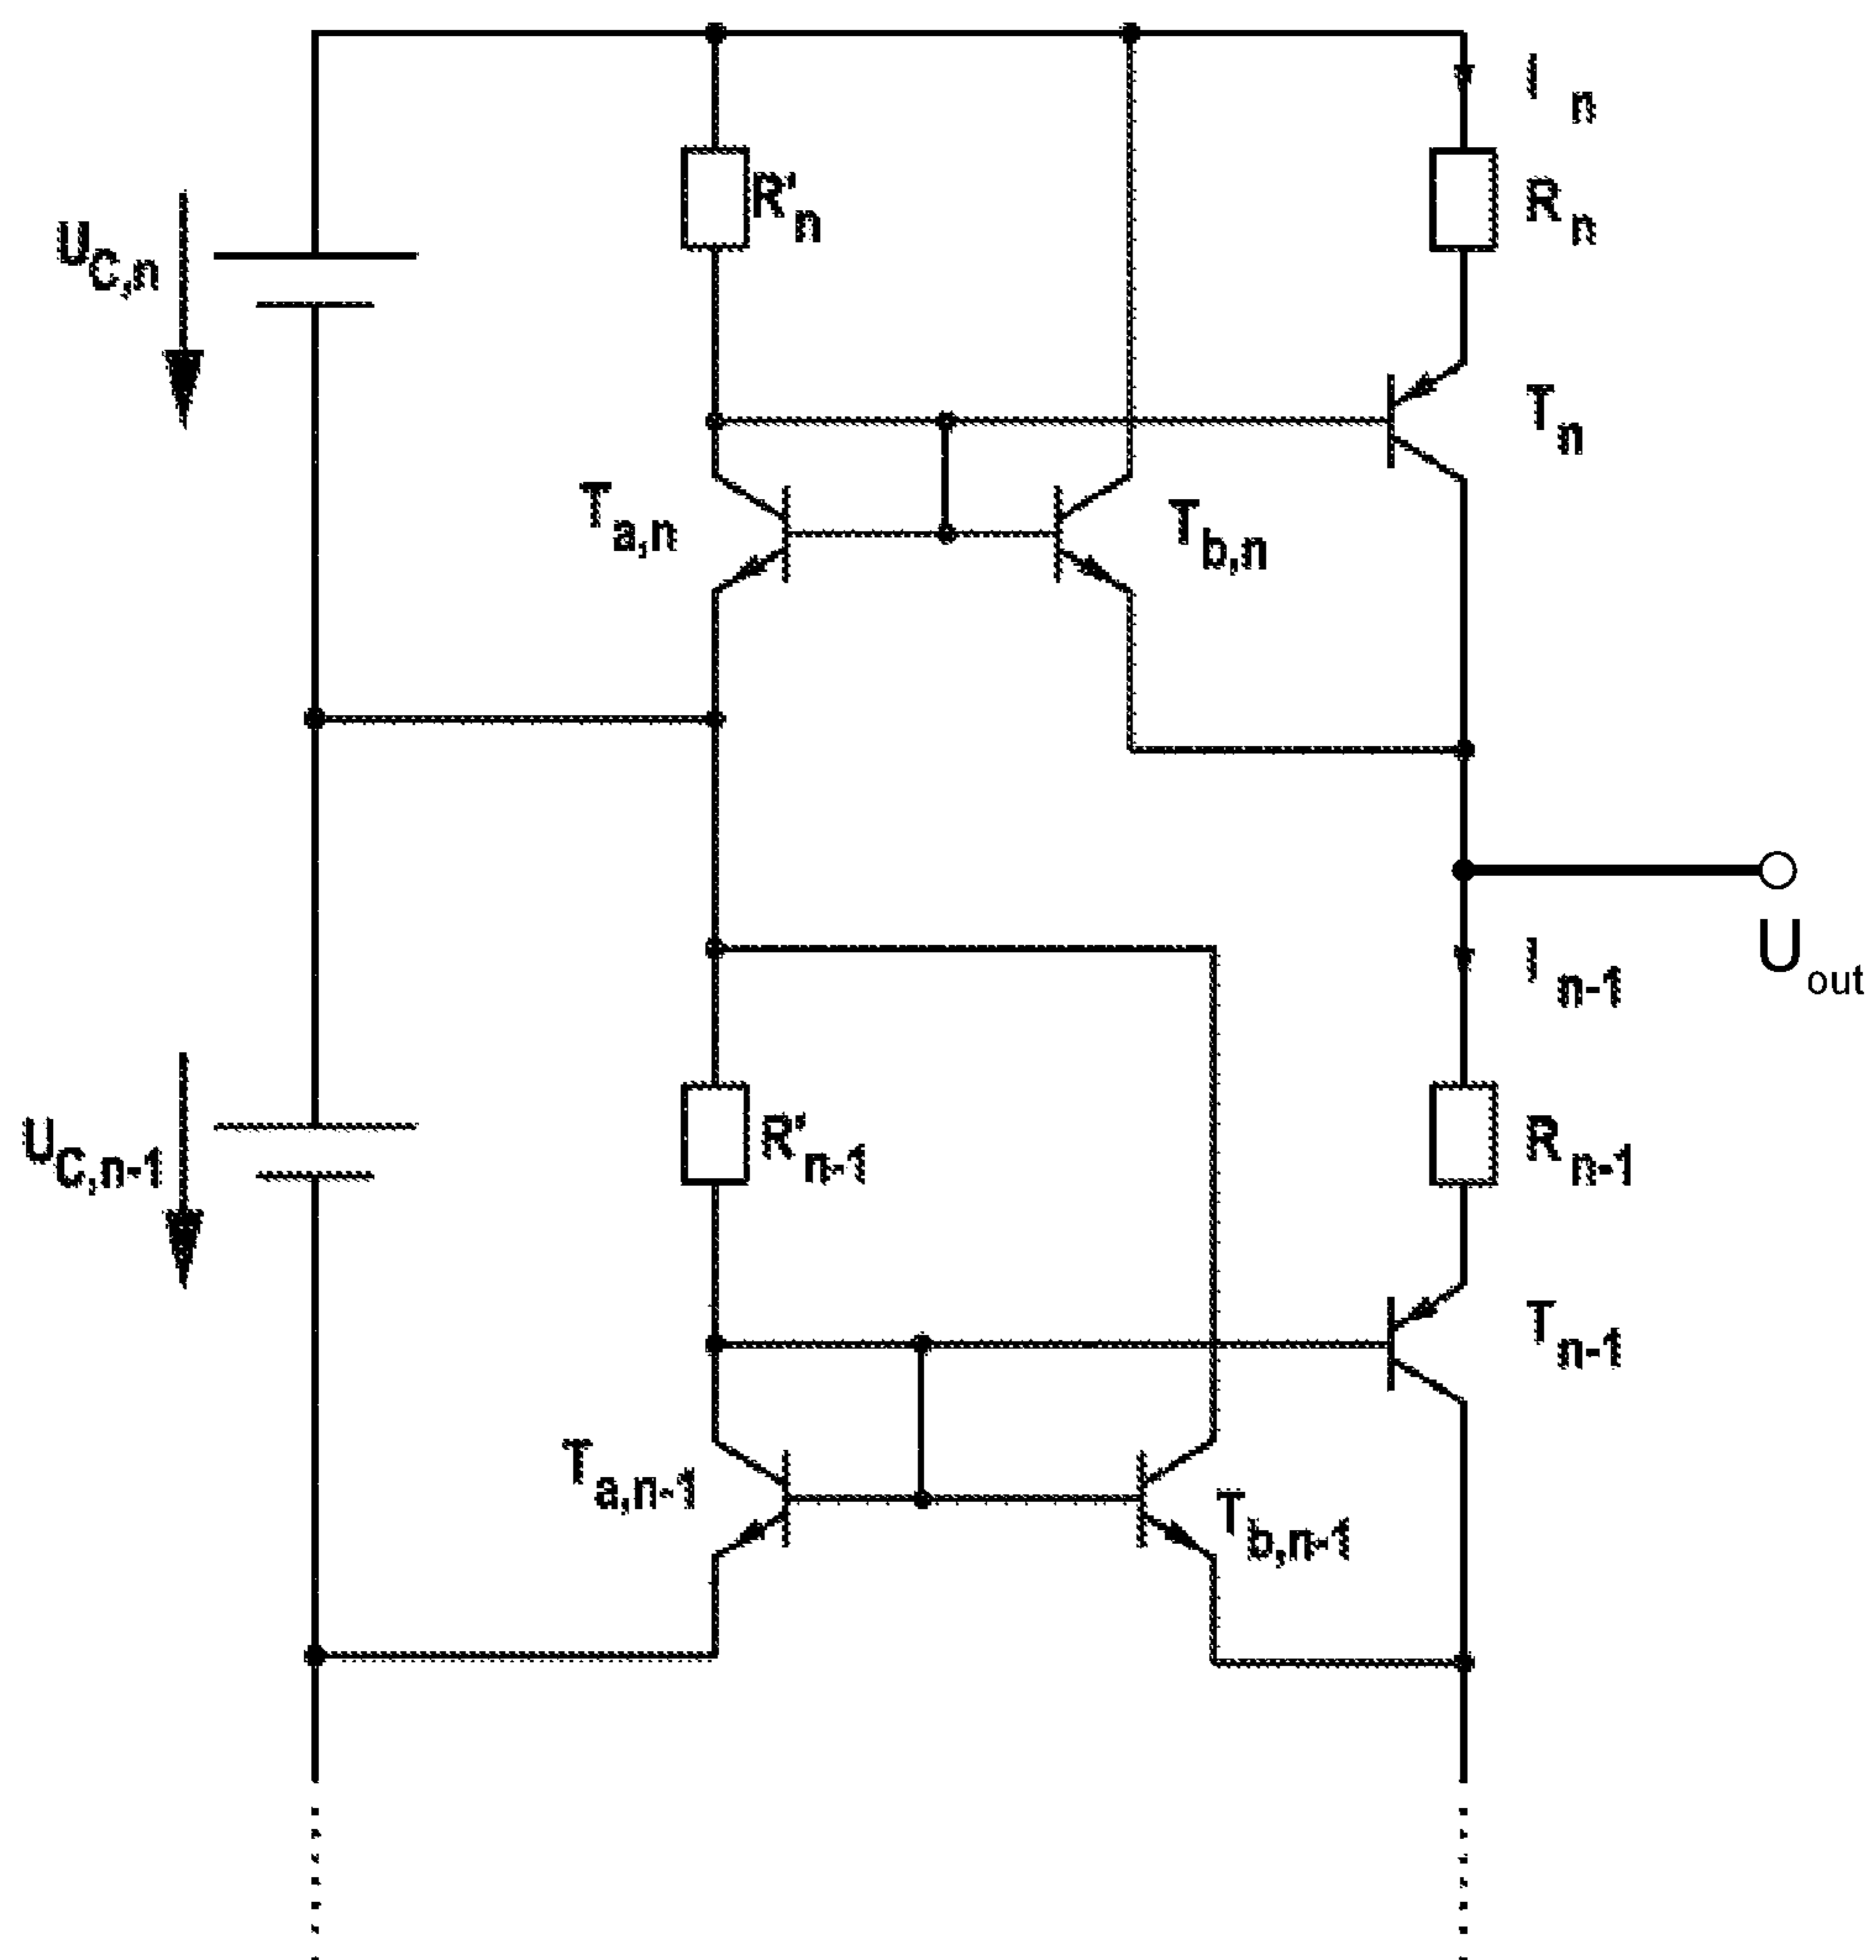 I n
R'n
R n
U C,n
T n
T a,n
T b,n
I n-1
U out
R' n-1
R n-1
U C,n-1
T n-1
T a,n-1
T b,n-1